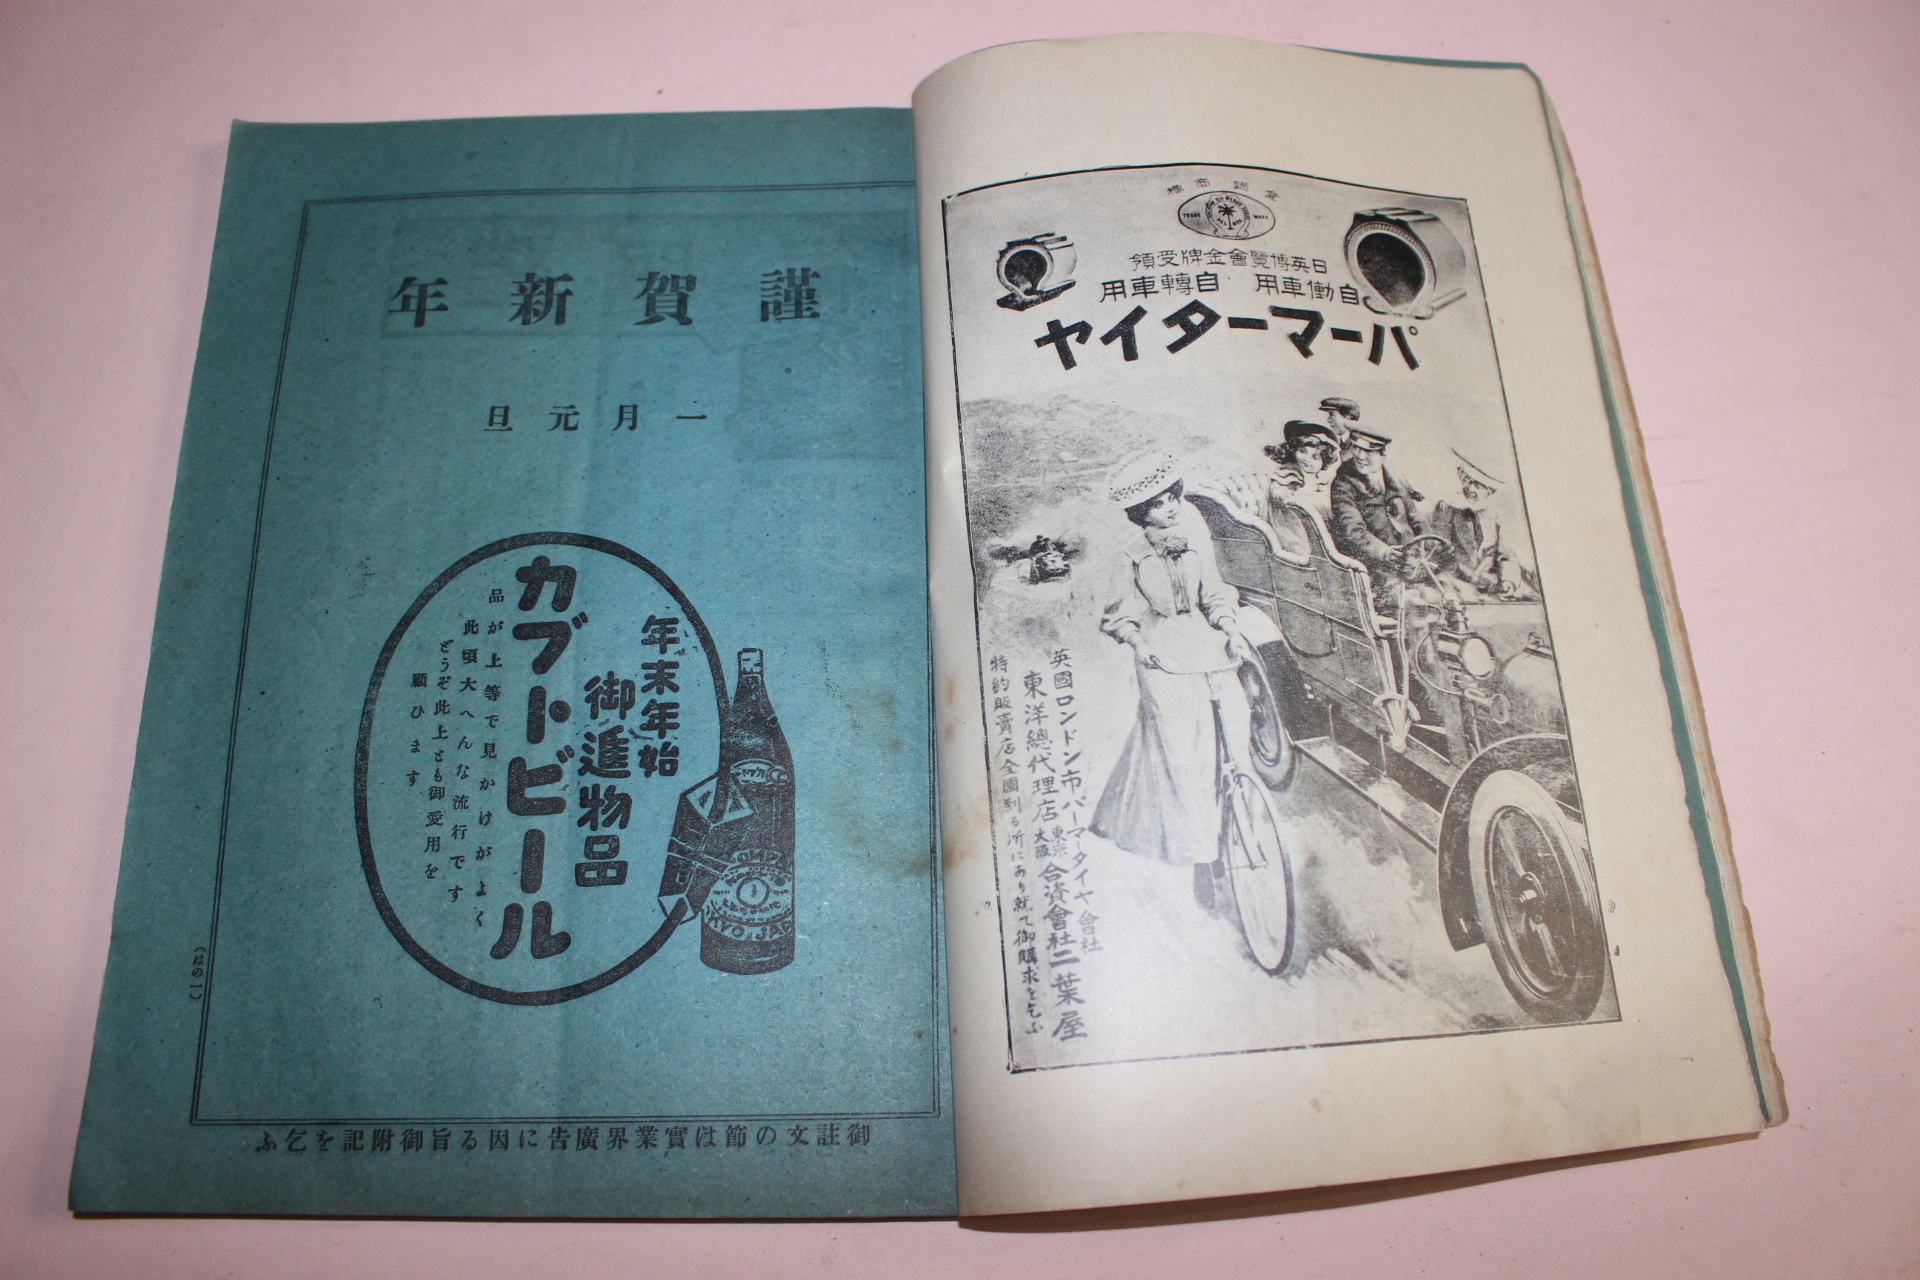 謹賀新年
一月元旦
年末年始
御進物品
カブトビール
品が上等で見かけがよく
此頃大へんな流行です
どうぞ此上とも御愛用を
願ひます
(はの一)
御註文の節は實業界廣告に因る旨御附記を乞ふ
登録商標
TRADE MARK
日英博覽會金牌受領
自働車用 自轉車用
パーマータイヤ
英國ロンドン市パーマータイヤ會社
東洋總代理店 東京 大阪 合資會社二葉屋
特約販賣店全國到る所にあり就て御購求を乞ふ